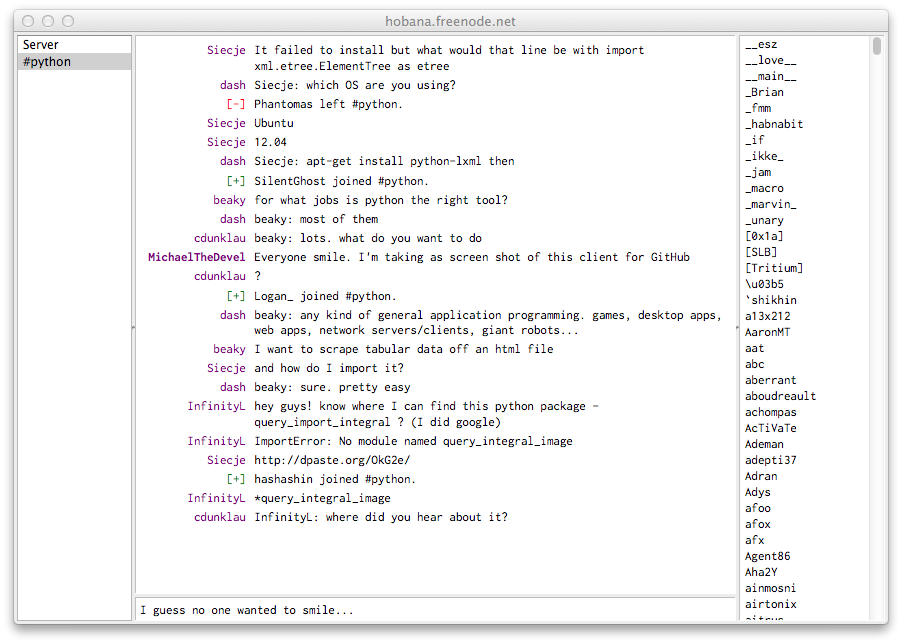 hobana.freenode.net
Server
#python
Siecje It failed to install but what would that line be with import
xml.etree.ElementTree as etree
dash Siecje: which OS are you using?
[-] Phantomas left #python.
Siecje Ubuntu
Siecje 12.04
dash Siecje: apt-get install python-lxml then
[+] SilentGhost joined #python.
beaky for what jobs is python the right tool?
dash beaky: most of them
cdunklau beaky: lots. what do you want to do
MichaelTheDevel Everyone smile. I'm taking as screen shot of this client for GitHub
cdunklau ?
[+] Logan_ joined #python.
dash beaky: any kind of general application programming. games, desktop apps,
web apps, network servers/clients, giant robots...
beaky I want to scrape tabular data off an html file
Siecje and how do I import it?
dash beaky: sure. pretty easy
InfinityL hey guys! know where I can find this python package -
query_import_integral ? (I did google)
InfinityL ImportError: No module named query_integral_image
Siecje http://dpaste.org/OkG2e/
[+] hashashin joined #python.
InfinityL *query_integral_image
cdunklau InfinityL: where did you hear about it?
I guess no one wanted to smile...
__esz
__love__
__main__
_Brian
_fmm
_habnabit
_if
_ikke_
_jam
_macro
_marvin_
_unary
[0x1a]
[SLB]
[Tritium]
\u03b5
`shikhin
a13x212
AaronMT
aat
abc
aberrant
aboudreault
achompas
AcTiVaTe
Ademan
adepti37
Adran
Adys
afoo
afox
afx
Agent86
Aha2Y
ainmosni
airtonix